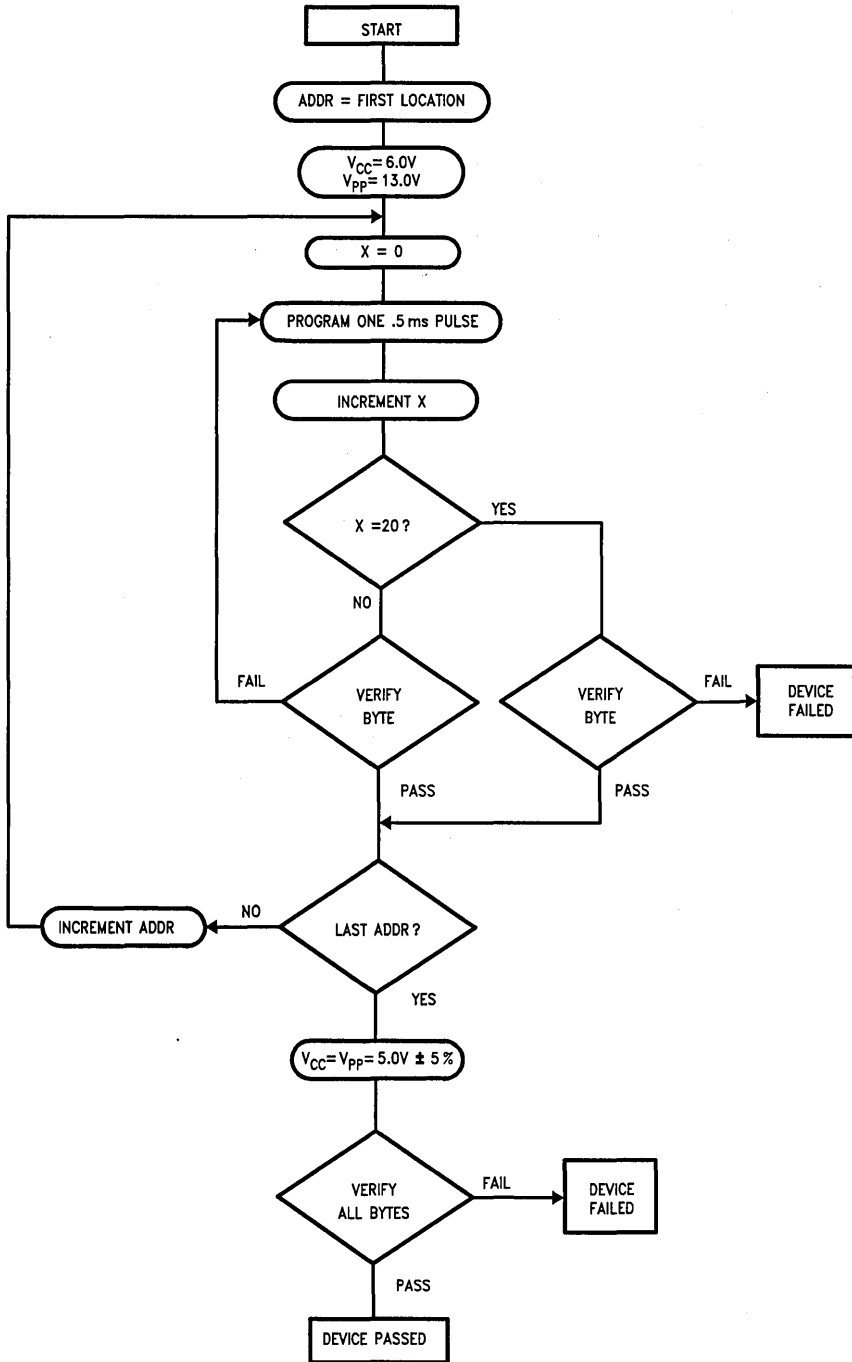 START
ADDR = FIRST LOCATION
VCC= 6.0V
VPP= 13.0V
X = 0
PROGRAM ONE .5 ms PULSE
INCREMENT X
X =20 ?
YES
NO
VERIFY
BYTE
FAIL
PASS
VERIFY
BYTE
FAIL
PASS
DEVICE
FAILED
LAST ADDR ?
NO
INCREMENT ADDR
YES
VCC= VPP= 5.0V ± 5 %
VERIFY
ALL BYTES
FAIL
DEVICE
FAILED
PASS
DEVICE PASSED